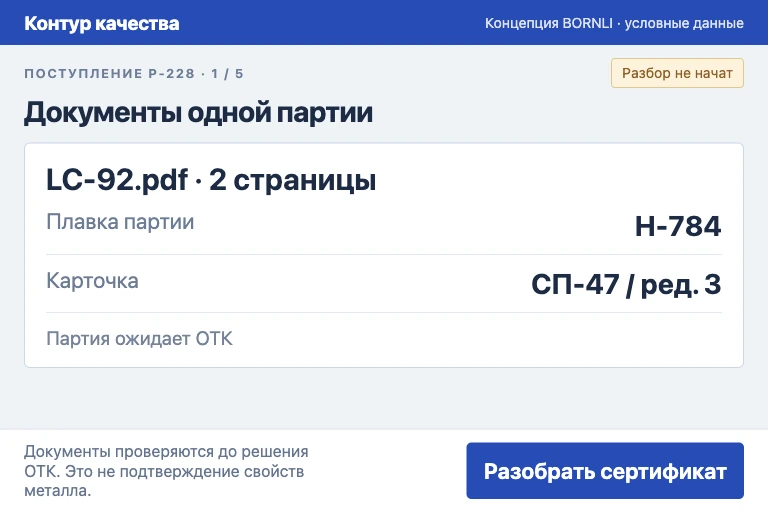 Контур качества
Концепция BORNLI · условные данные
ПОСТУПЛЕНИЕ Р-228 · 1 / 5
Разбор не начат
Документы одной партии
LC-92.pdf · 2 страницы
Плавка партии
Н-784
Карточка
СП-47 / ред. 3
Партия ожидает ОТК
Документы проверяются до решения
ОТК. Это не подтверждение свойств
металла.
Разобрать сертификат